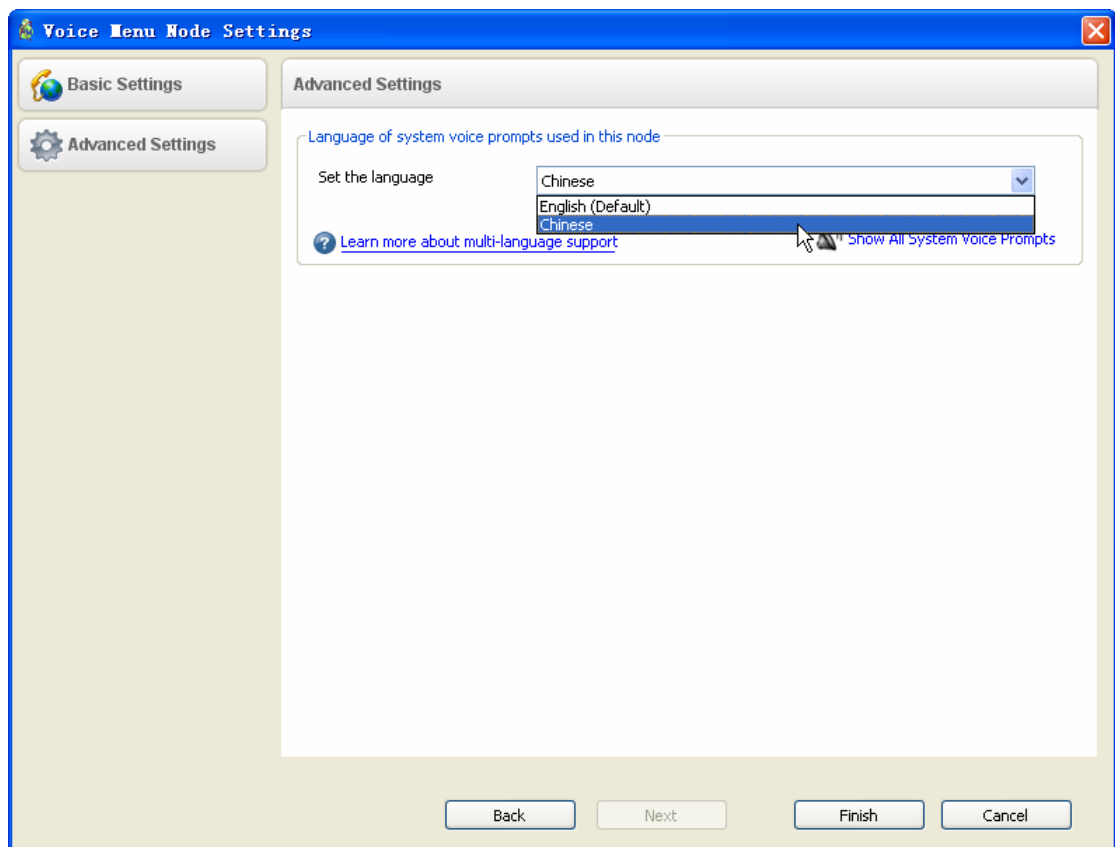 Voice Menu Node Settings
Basic Settings
Advanced Settings
Advanced Settings
Language of system voice prompts used in this node
Set the language
Chinese
English (Default)
Chinese
Learn more about multi-language support
Show All System Voice Prompts
Back
Next
Finish
Cancel